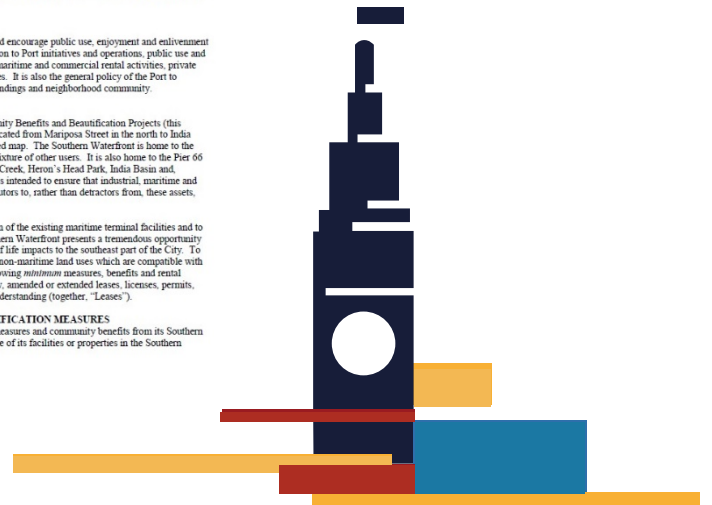 d encourage public use, enjoyment and enlivenment
on to Port initiatives and operations, public use and
maritime and commercial rental activities, private
es. It is also the general policy of the Port to
ndings and neighborhood community.
nity Benefits and Beautification Projects (this
cated from Mariposa Street in the north to India
ed map. The Southern Waterfront is home to the
ixture of other users. It is also home to the Pier 66
Creek, Heron's Head Park, India Basin and,
s intended to ensure that industrial, maritime and
utors to, rather than detractors from, these assets,
n of the existing maritime terminal facilities and to
ern Waterfront presents a tremendous opportunity
f life impacts to the southeast part of the City. To
non-maritime land uses which are compatible with
owing minimum measures, benefits and rental
, amended or extended leases, licenses, permits,
derstanding (together, “Leases”).
FICATION MEASURES
easures and community benefits from its Southern
e of its facilities or properties in the Southern